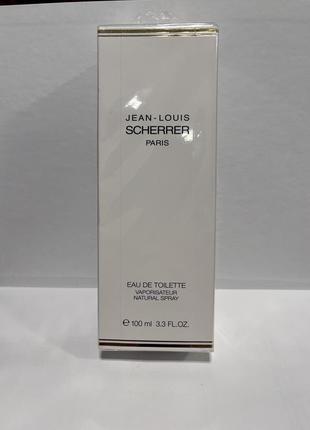 JEAN-LOUIS
SCHERRER
PARIS
EAU DE TOILETTE
VAPORISATEUR
NATURAL SPRAY
℮ 100 ml 3.3 FL.OZ.